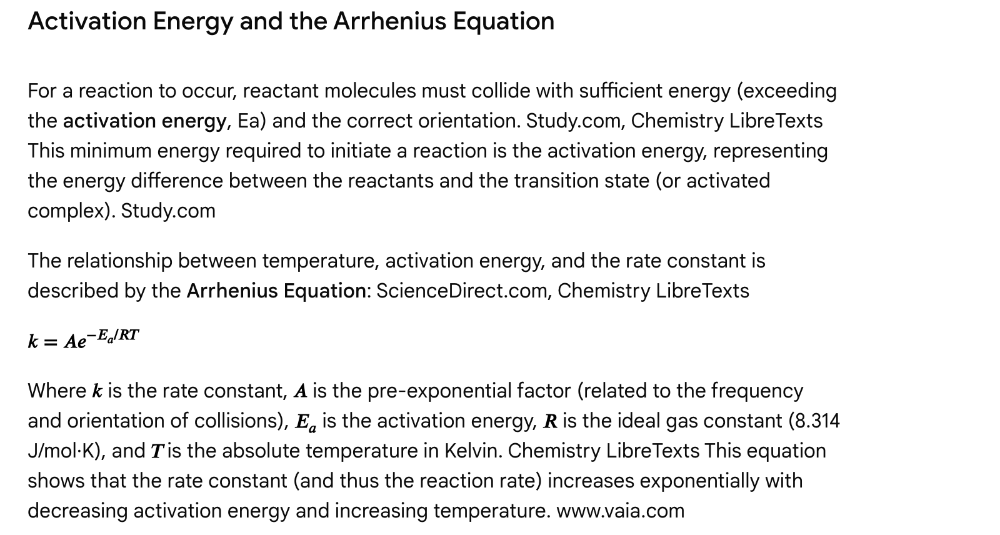 Activation Energy and the Arrhenius Equation
For a reaction to occur, reactant molecules must collide with sufficient energy (exceeding
the activation energy, Ea) and the correct orientation. Study.com, Chemistry LibreTexts
This minimum energy required to initiate a reaction is the activation energy, representing
the energy difference between the reactants and the transition state (or activated
complex). Study.com
The relationship between temperature, activation energy, and the rate constant is
described by the Arrhenius Equation: ScienceDirect.com, Chemistry LibreTexts
k = Ae^{-E_a/RT}
Where k is the rate constant, A is the pre-exponential factor (related to the frequency
and orientation of collisions), E_a is the activation energy, R is the ideal gas constant (8.314
J/mol·K), and T is the absolute temperature in Kelvin. Chemistry LibreTexts This equation
shows that the rate constant (and thus the reaction rate) increases exponentially with
decreasing activation energy and increasing temperature. www.vaia.com